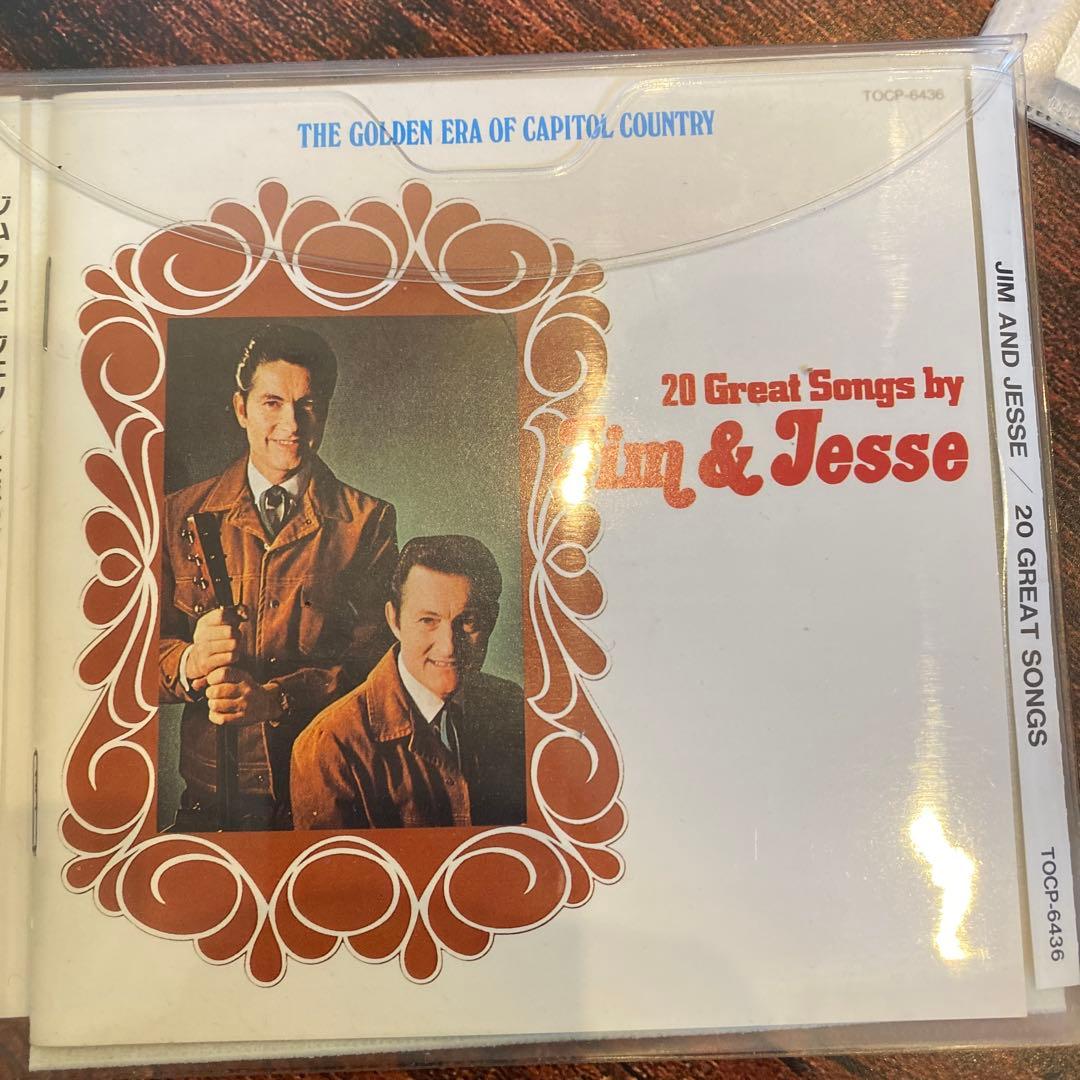 TOCP-6436
THE GOLDEN ERA OF CAPITOL COUNTRY
20 Great Songs by
Jim & Jesse
JIM AND JESSE / 20 GREAT SONGS
TOCP-6436